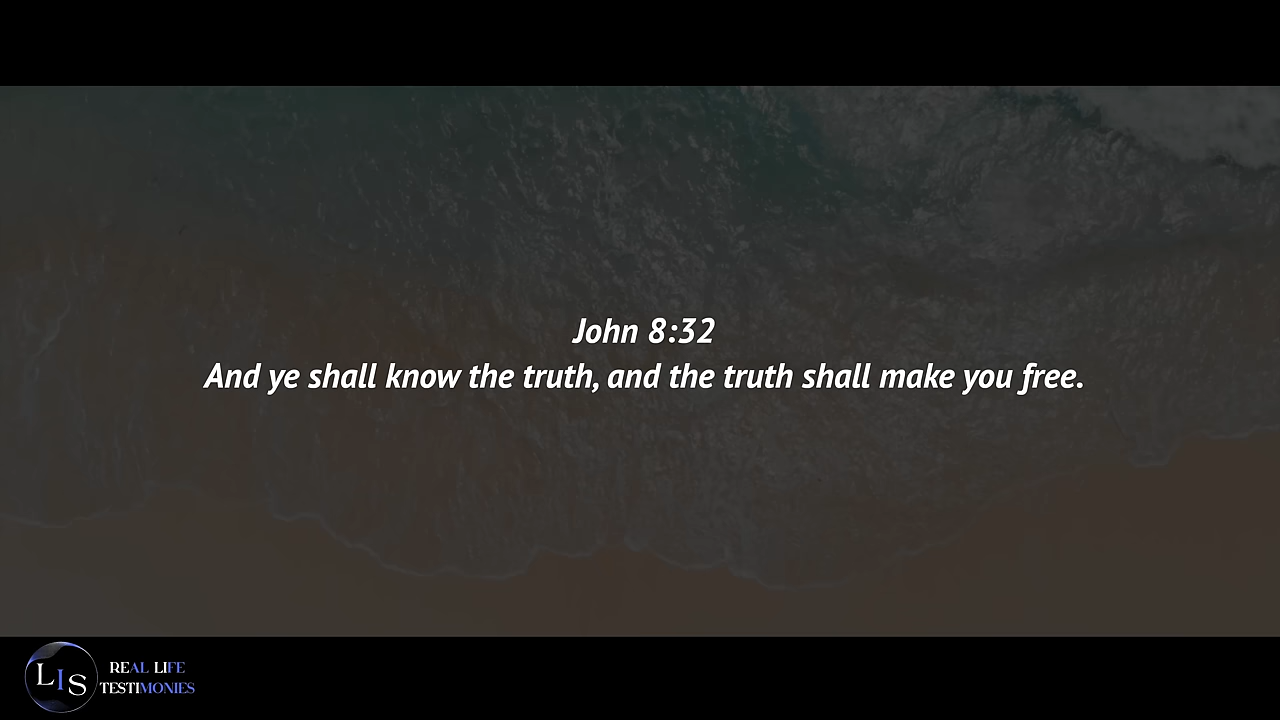 John 8:32
And ye shall know the truth, and the truth shall make you free.
LIS
REAL LIFE
TESTIMONIES